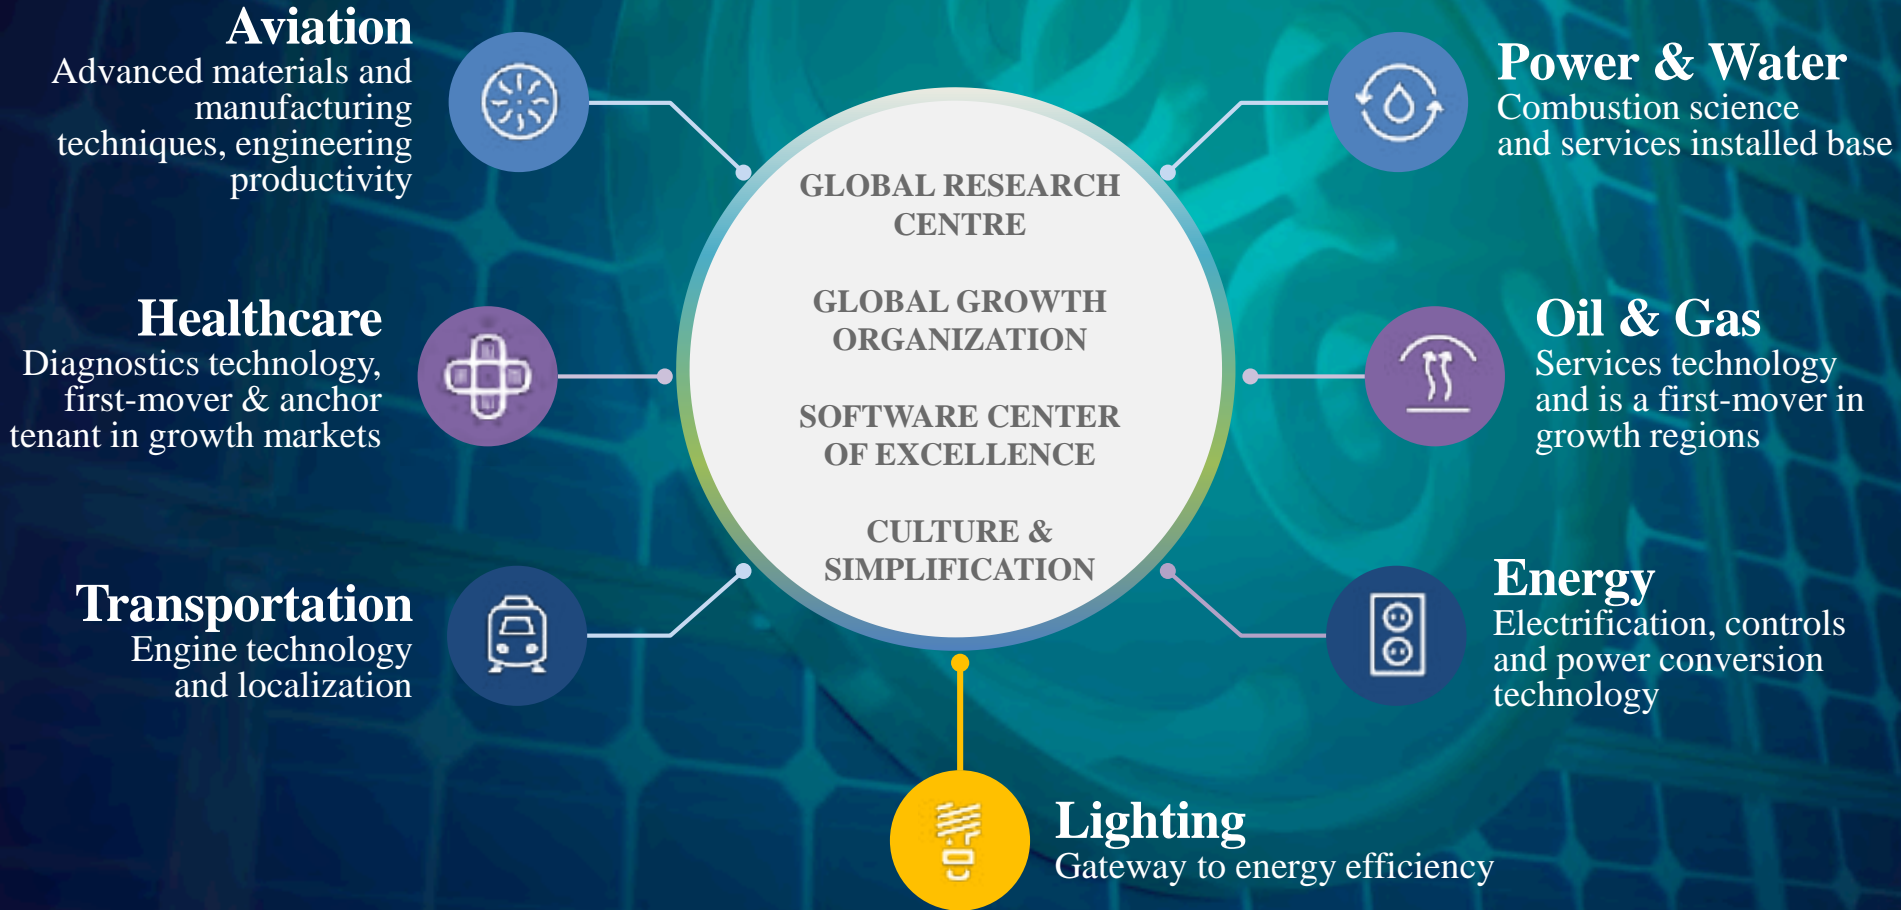 Aviation
Advanced materials and
manufacturing
techniques, engineering
productivity
Healthcare
Diagnostics technology,
first-mover & anchor
tenant in growth markets
Transportation
Engine technology
and localization
GLOBAL RESEARCH
CENTRE
GLOBAL GROWTH
ORGANIZATION
SOFTWARE CENTER
OF EXCELLENCE
CULTURE &
SIMPLIFICATION
Power & Water
Combustion science
and services installed base
Oil & Gas
Services technology
and is a first-mover in
growth regions
Energy
Electrification, controls
and power conversion
technology
Lighting
Gateway to energy efficiency